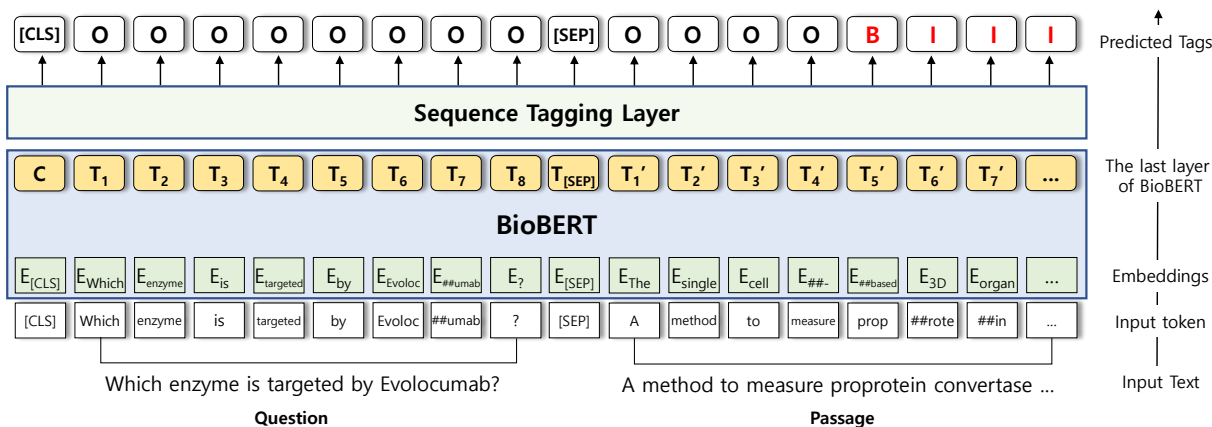 [CLS] O O O O O O O O [SEP] O O O O B I I I Predicted Tags
Sequence Tagging Layer
C T1 T2 T3 T4 T5 T6 T7 T8 T[SEP] T1’ T2’ T3’ T4’ T5’ T6’ T7’ ... The last layer
of BioBERT
BioBERT
E[CLS] EWhich Eenzyme Eis Etargeted Eby EEvoloc E##umab E? E[SEP] EThe Esingle Ecell E##- E##based E3D Eorgan ... Embeddings
[CLS] Which enzyme is targeted by Evoloc ##umab ? [SEP] A method to measure prop ##rote ##in ... Input token
Which enzyme is targeted by Evolocumab? A method to measure proprotein convertase ... Input Text
Question Passage